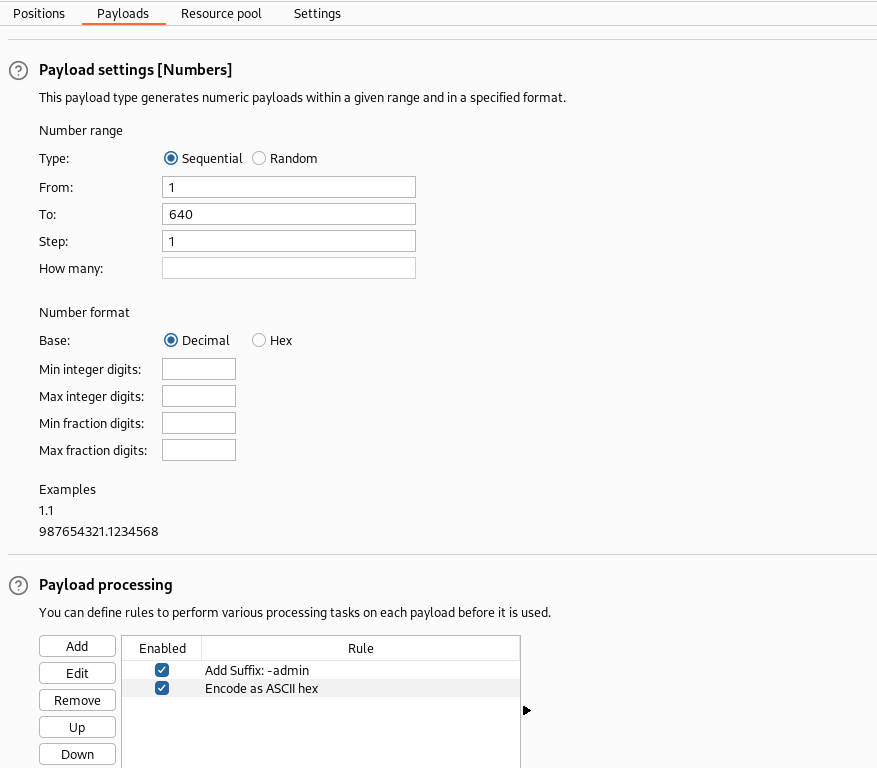 Positions Payloads Resource pool Settings
? Payload settings [Numbers]
This payload type generates numeric payloads within a given range and in a specified format.
Number range
Type: Sequential Random
From: 1
To: 640
Step: 1
How many:
Number format
Base: Decimal Hex
Min integer digits:
Max integer digits:
Min fraction digits:
Max fraction digits:
Examples
1.1
987654321.1234568
? Payload processing
You can define rules to perform various processing tasks on each payload before it is used.
Add Enabled Rule
Add Suffix: -admin
Edit Encode as ASCII hex
Remove
Up
Down